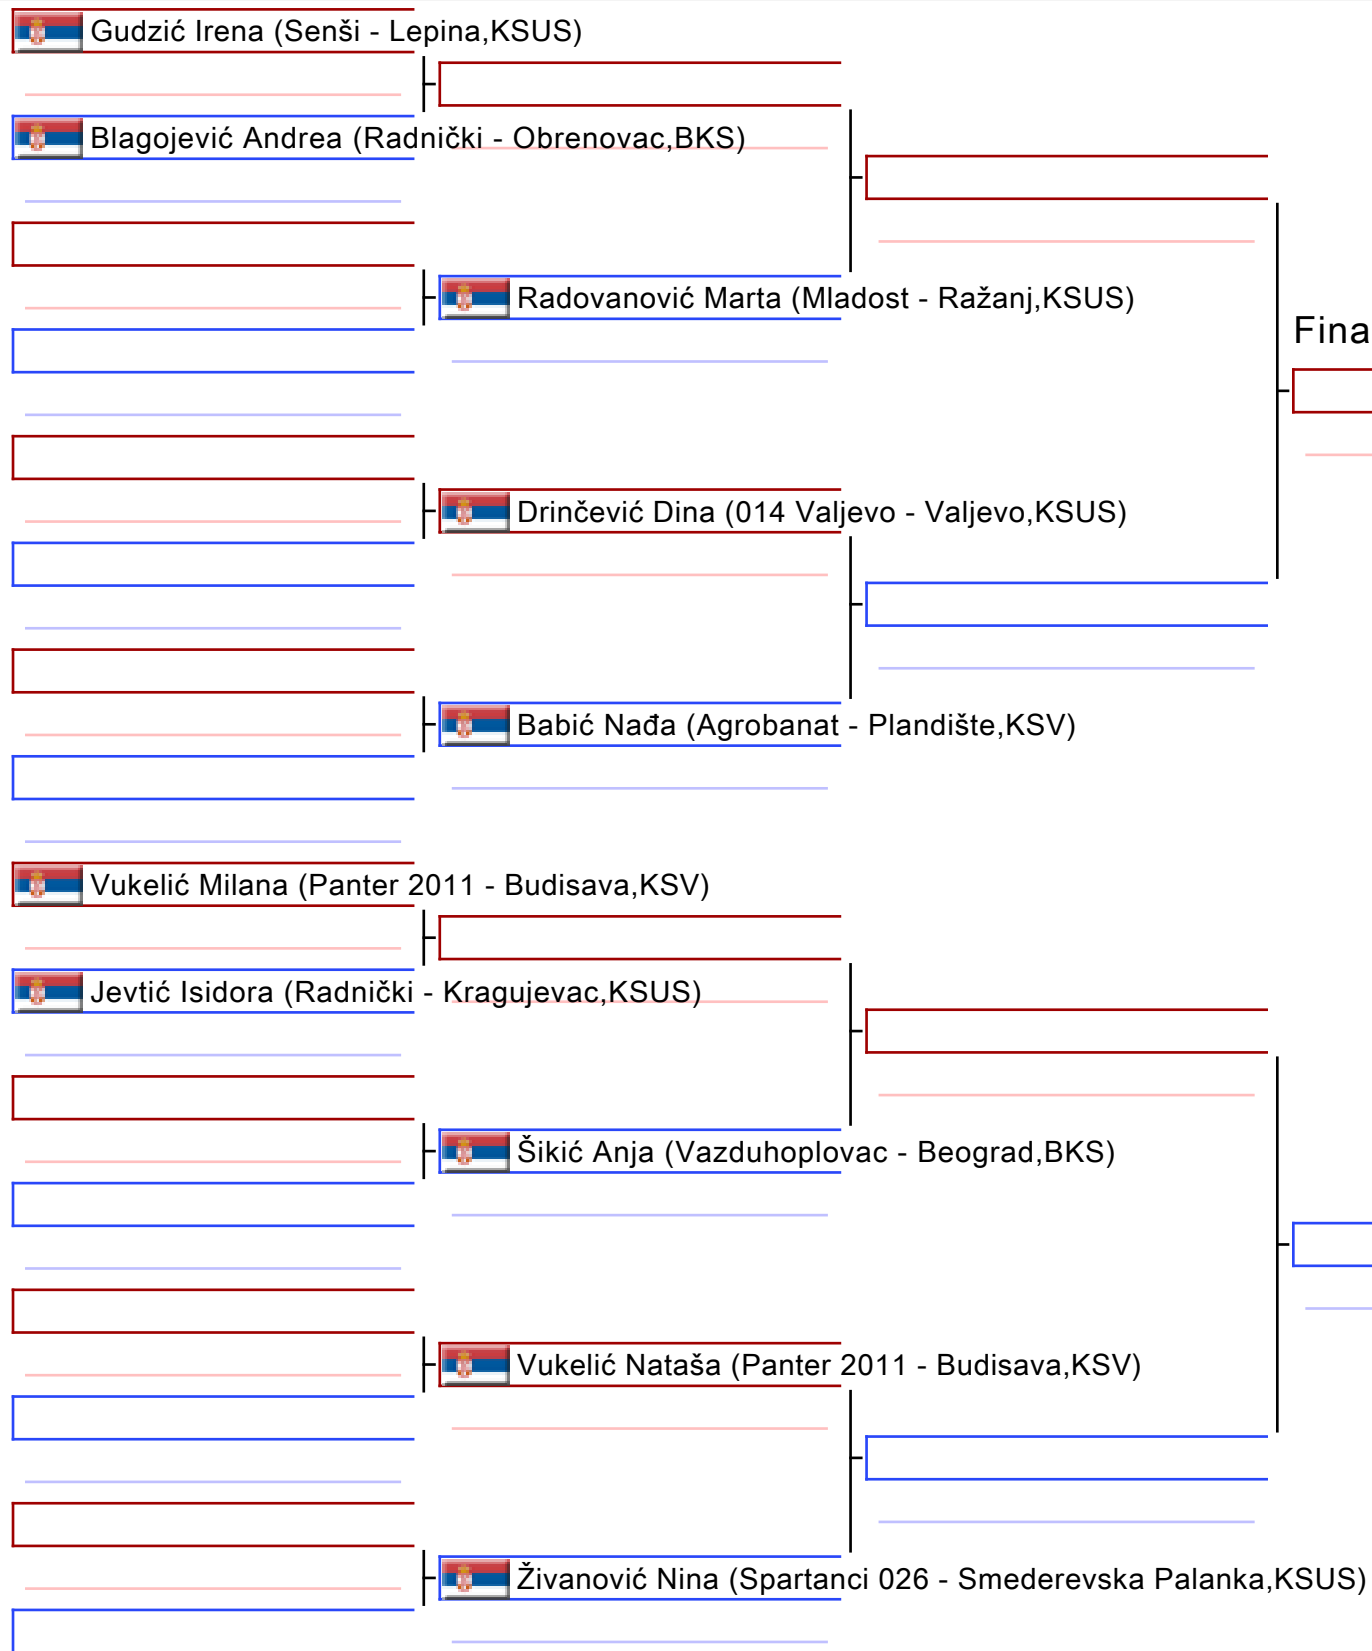 Gudzić Irena (Senši - Lepina,KSUS)
Blagojević Andrea (Radnički - Obrenovac,BKS)
Radovanović Marta (Mladost - Ražanj,KSUS)
Fina
Drinčević Dina (014 Valjevo - Valjevo,KSUS)
Babić Nađa (Agrobanat - Plandište,KSV)
Vukelić Milana (Panter 2011 - Budisava,KSV)
Jevtić Isidora (Radnički - Kragujevac,KSUS)
Šikić Anja (Vazduhoplovac - Beograd,BKS)
Vukelić Nataša (Panter 2011 - Budisava,KSV)
Živanović Nina (Spartanci 026 - Smederevska Palanka,KSUS)